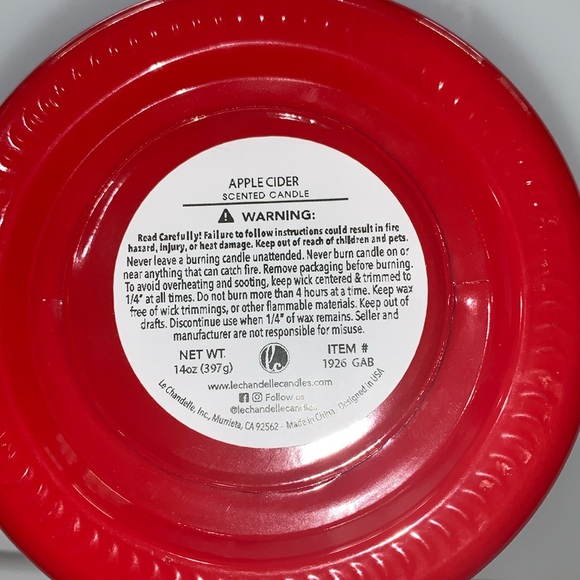 APPLE CIDER
SCENTED CANDLE
⚠ WARNING:
Read Carefully! Failure to follow instructions could result in fire
hazard, injury, or heat damage. Keep out of reach of children and pets.
Never leave a burning candle unattended. Never burn candle on or
near anything that can catch fire. Remove packaging before burning.
To avoid overheating and sooting, keep wick centered & trimmed to
1/4" at all times. Do not burn more than 4 hours at a time. Keep wax
free of wick trimmings, or other flammable materials. Keep out of
drafts. Discontinue use when 1/4" of wax remains. Seller and
manufacturer are not responsible for misuse.
NET WT. ITEM #
14oz (397g) 1926 GAB
www.lechandellecandles.com
Follow us
@lechandellecandles
Le Chandelle, Inc., Murrieta, CA 92562 - Made in China - Designed in USA